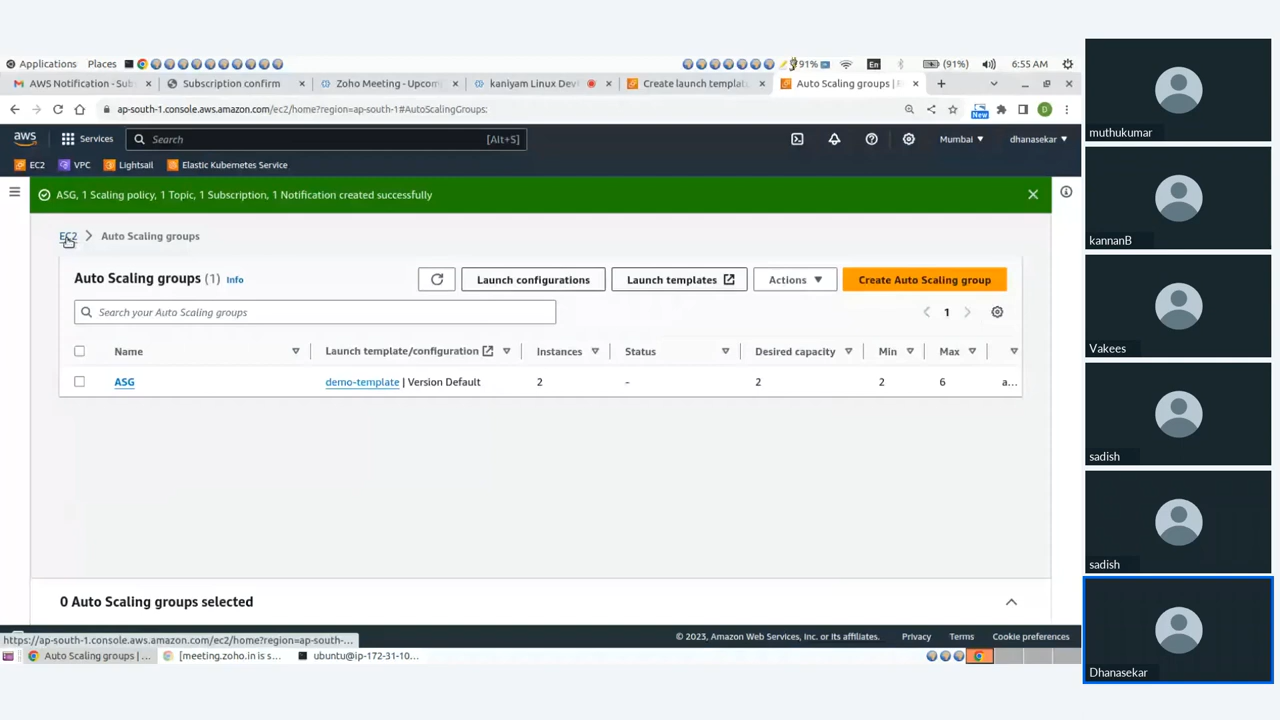 Applications Places 91% En (91%) 6:55 AM
AWS Notification - Sub
Subscription confirm
Zoho Meeting - Upcom
kaniyam Linux Dev
Create launch templat
Auto Scaling groups |
ap-south-1.console.aws.amazon.com/ec2/home?region=ap-south-1#AutoScalingGroups:
New
D
aws Services Search [Alt+S] Mumbai dhanasekar
EC2 VPC Lightsail Elastic Kubernetes Service
ASG, 1 Scaling policy, 1 Topic, 1 Subscription, 1 Notification created successfully
EC2 Auto Scaling groups
Auto Scaling groups (1) Info
Launch configurations
Launch templates
Actions
Create Auto Scaling group
Search your Auto Scaling groups
1
Name Launch template/configuration Instances Status Desired capacity Min Max
ASG demo-template | Version Default 2 - 2 2 6 a...
0 Auto Scaling groups selected
https://ap-south-1.console.aws.amazon.com/ec2/home?region=ap-south-...
© 2023, Amazon Web Services, Inc. or its affiliates. Privacy Terms Cookie preferences
Auto Scaling groups | ...
[meeting.zoho.in is s...
ubuntu@ip-172-31-10...
muthukumar
kannanB
Vakees
sadish
sadish
Dhanasekar